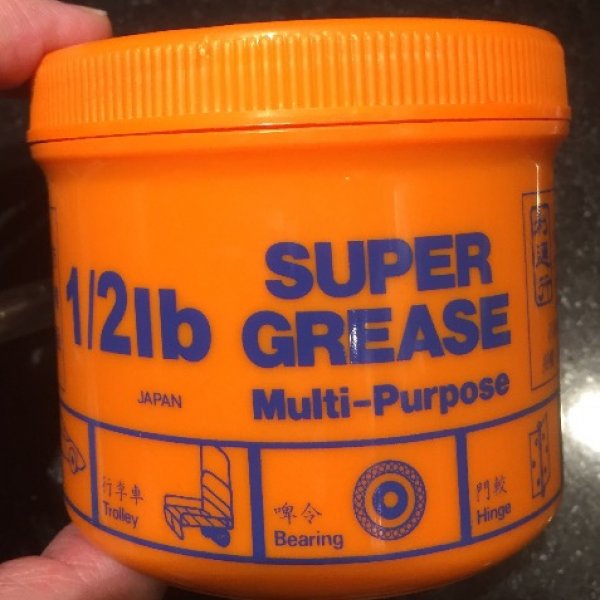 1/2lb
SUPER
GREASE
JAPAN
Multi-Purpose
行李車
Trolley
啤令
Bearing
門鉸
Hinge